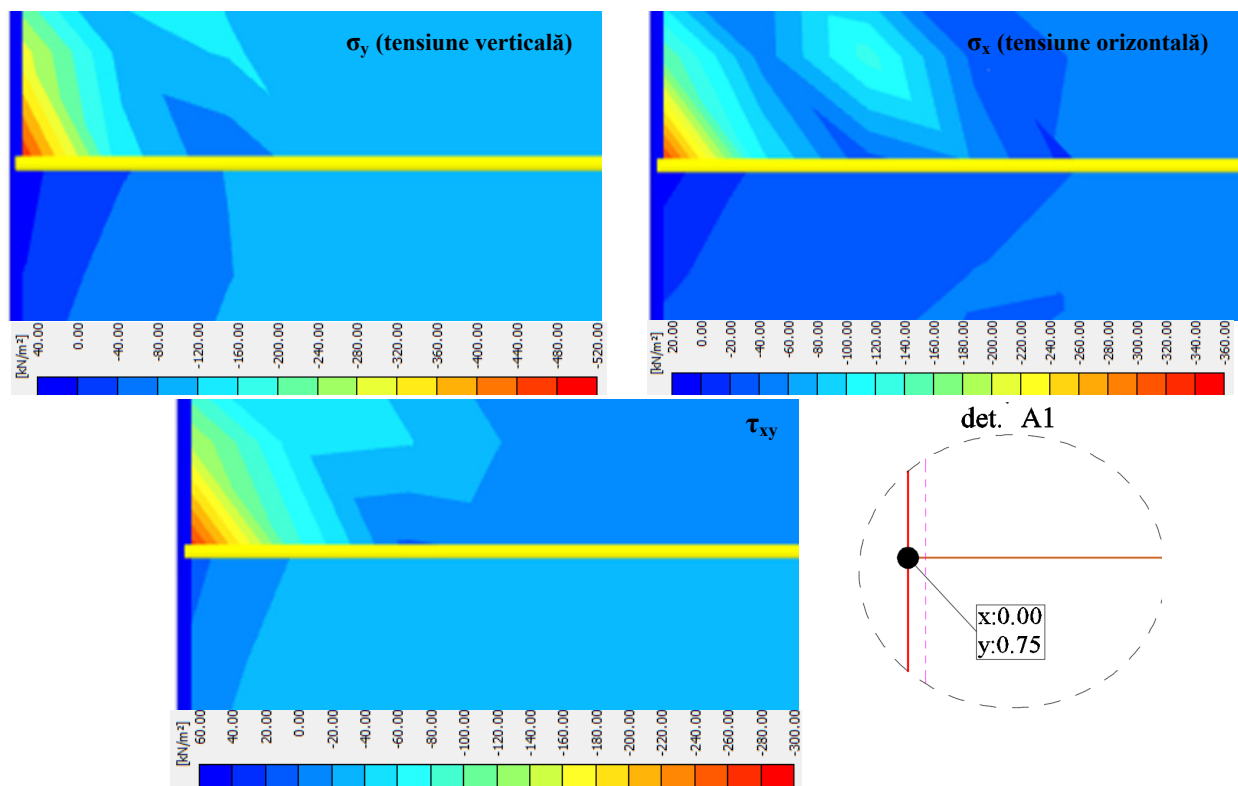 σy (tensiune verticală)
[kN/m²] 40.00 0.00 -40.00 -80.00 -120.00 -160.00 -200.00 -240.00 -280.00 -320.00 -360.00 -400.00 -440.00 -480.00 -520.00
σx (tensiune orizontală)
[kN/m²] 20.00 0.00 -20.00 -40.00 -60.00 -80.00 -100.00 -120.00 -140.00 -160.00 -180.00 -200.00 -220.00 -240.00 -260.00 -280.00 -300.00 -320.00 -340.00 -360.00
τxy
[kN/m²] 60.00 40.00 20.00 0.00 -20.00 -40.00 -60.00 -80.00 -100.00 -120.00 -140.00 -160.00 -180.00 -200.00 -220.00 -240.00 -260.00 -280.00 -300.00
det. A1
x:0.00
y:0.75